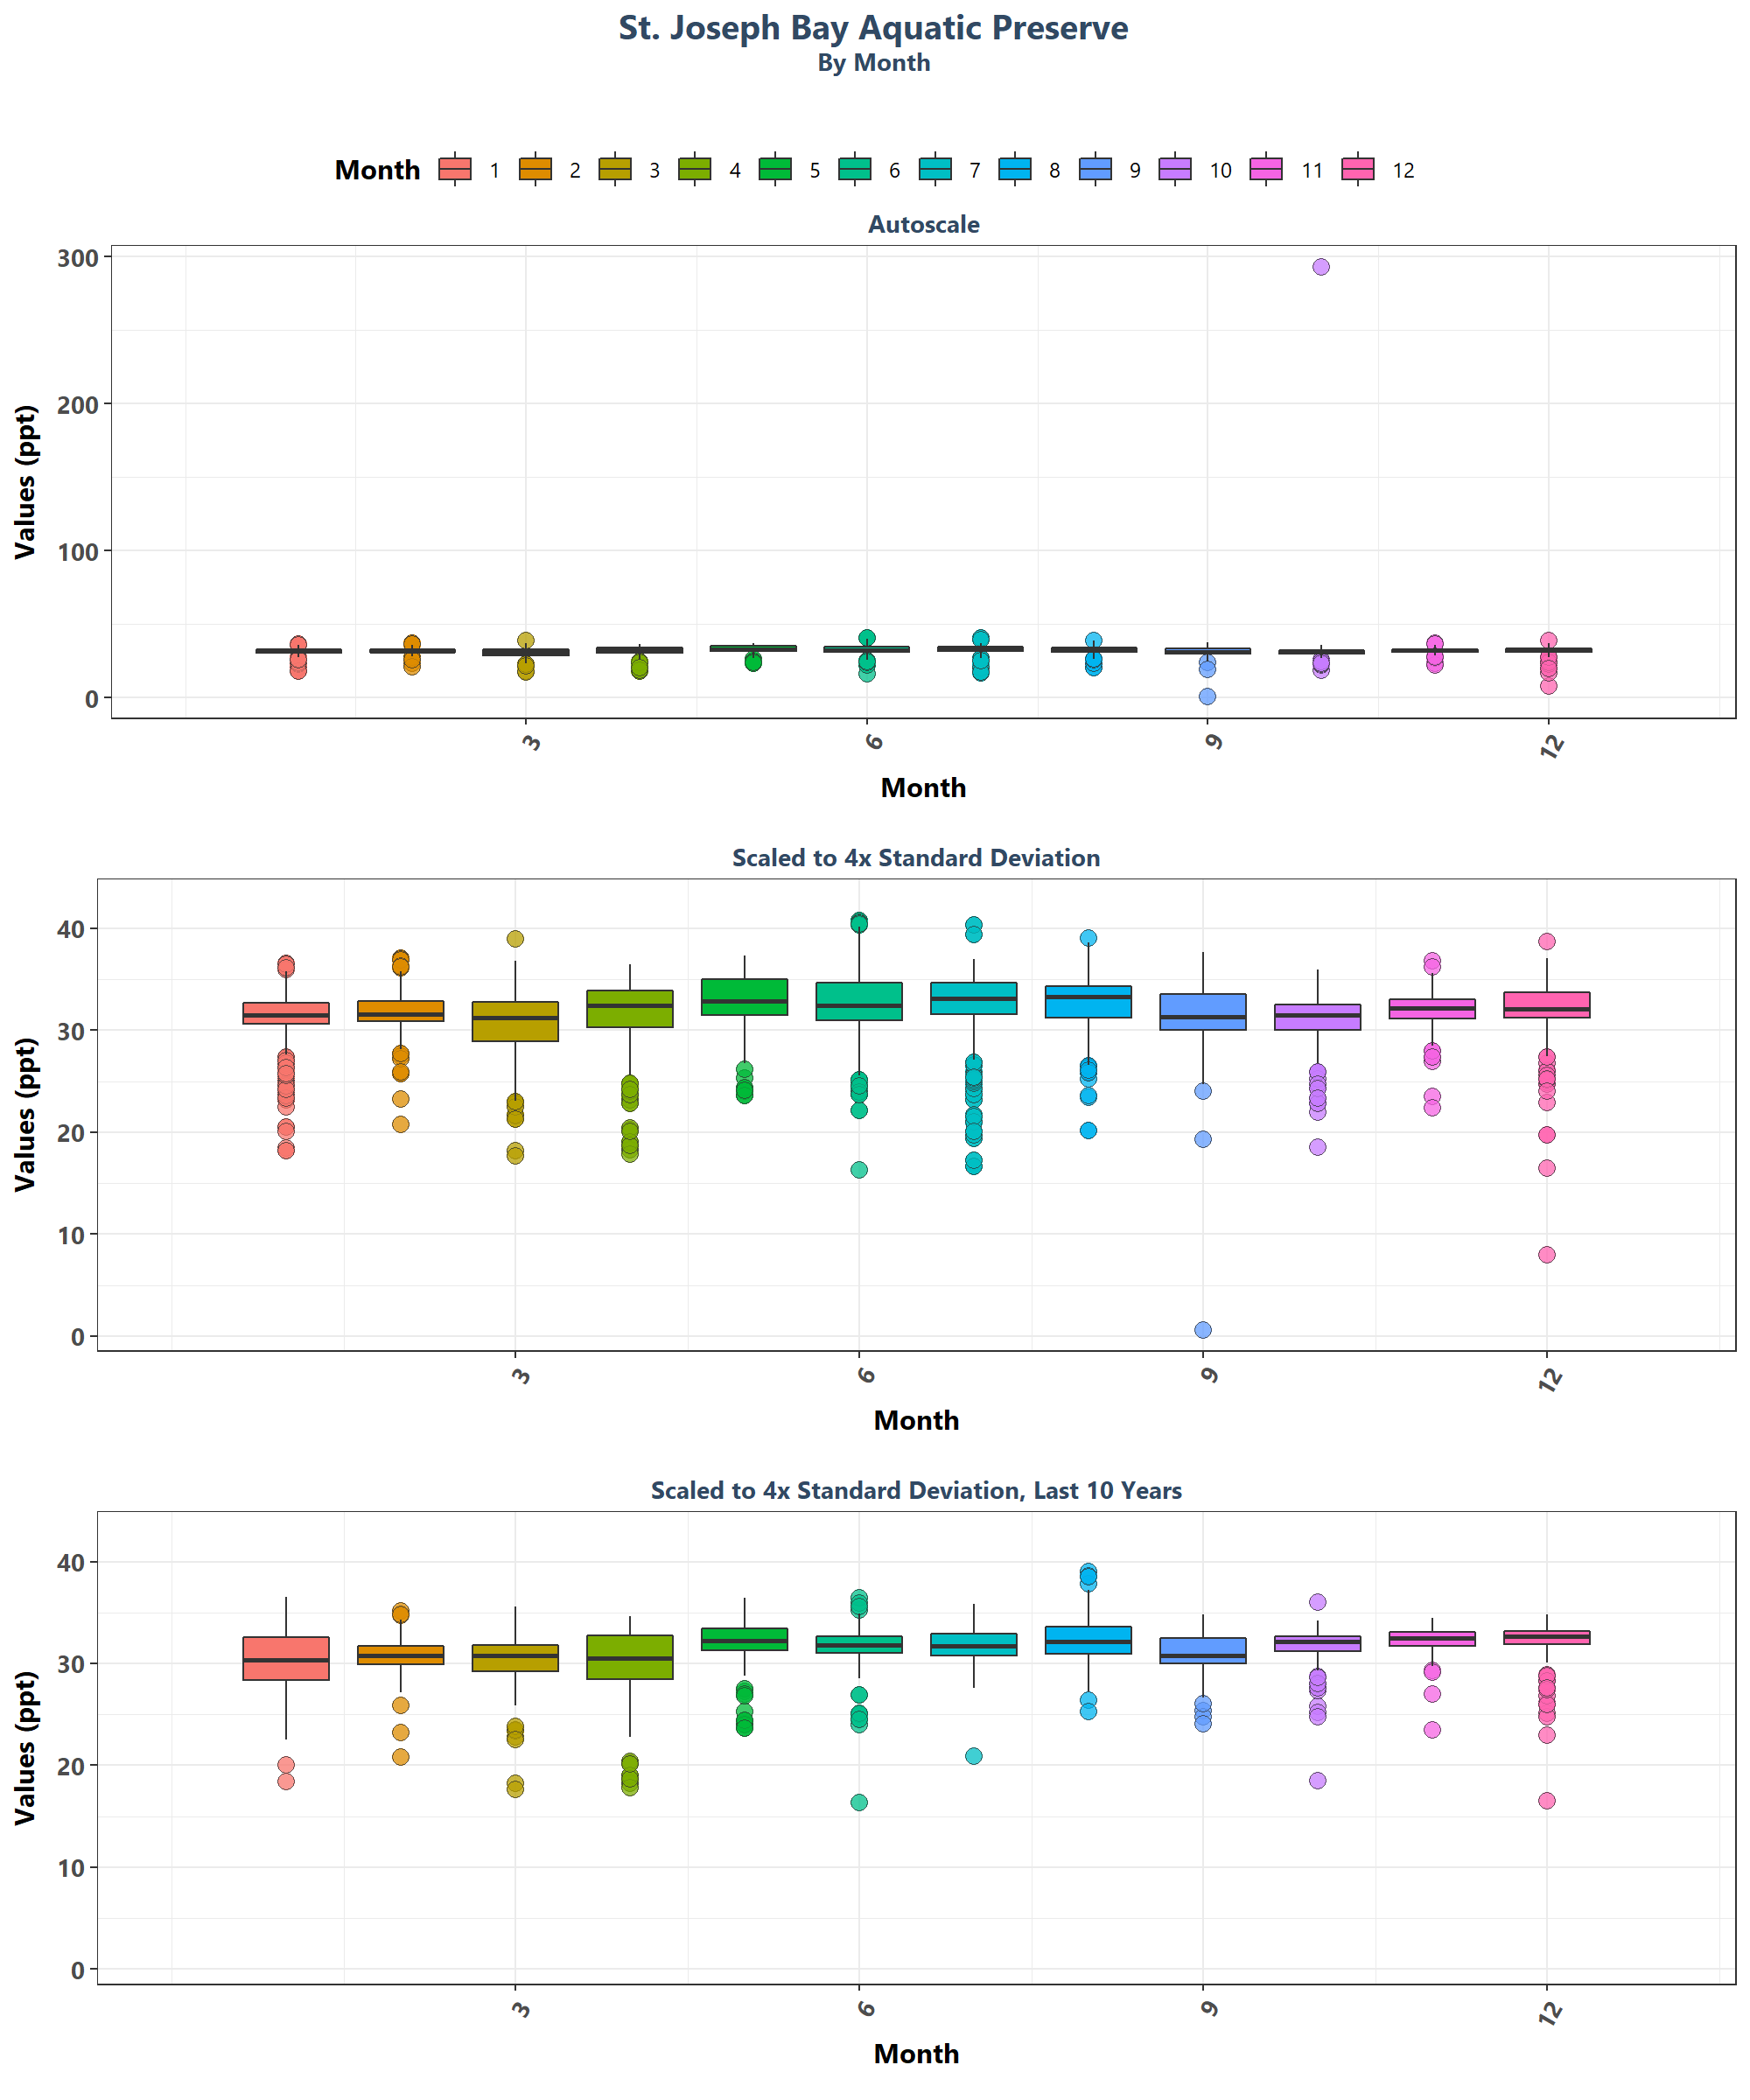 St. Joseph Bay Aquatic Preserve
By Month
Month 1 2 3 4 5 6 7 8 9 10 11 12
Autoscale
Values (ppt)
300
200
100
0
3 6 9 12
Month
Scaled to 4x Standard Deviation
Values (ppt)
40
30
20
10
0
3 6 9 12
Month
Scaled to 4x Standard Deviation, Last 10 Years
Values (ppt)
40
30
20
10
0
3 6 9 12
Month